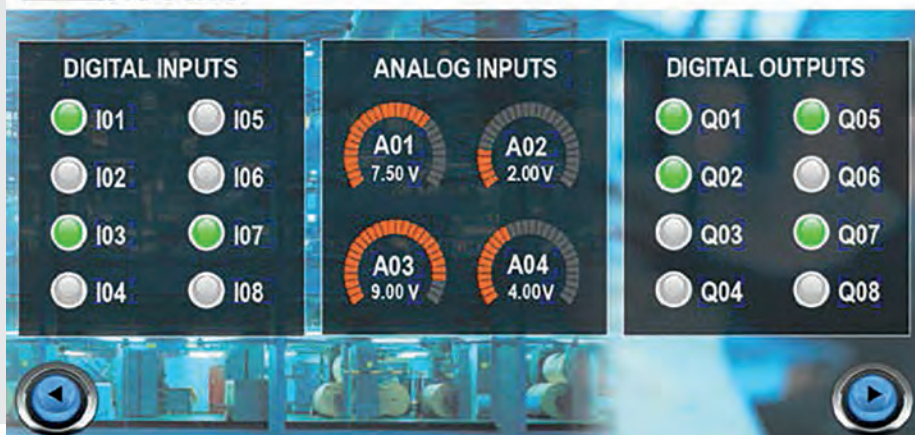 DIGITAL INPUTS
I01
I05
I02
I06
I03
I07
I04
I08
ANALOG INPUTS
A01
7.50 V
A02
2.00 V
A03
9.00 V
A04
4.00 V
DIGITAL OUTPUTS
Q01
Q05
Q02
Q06
Q03
Q07
Q04
Q08